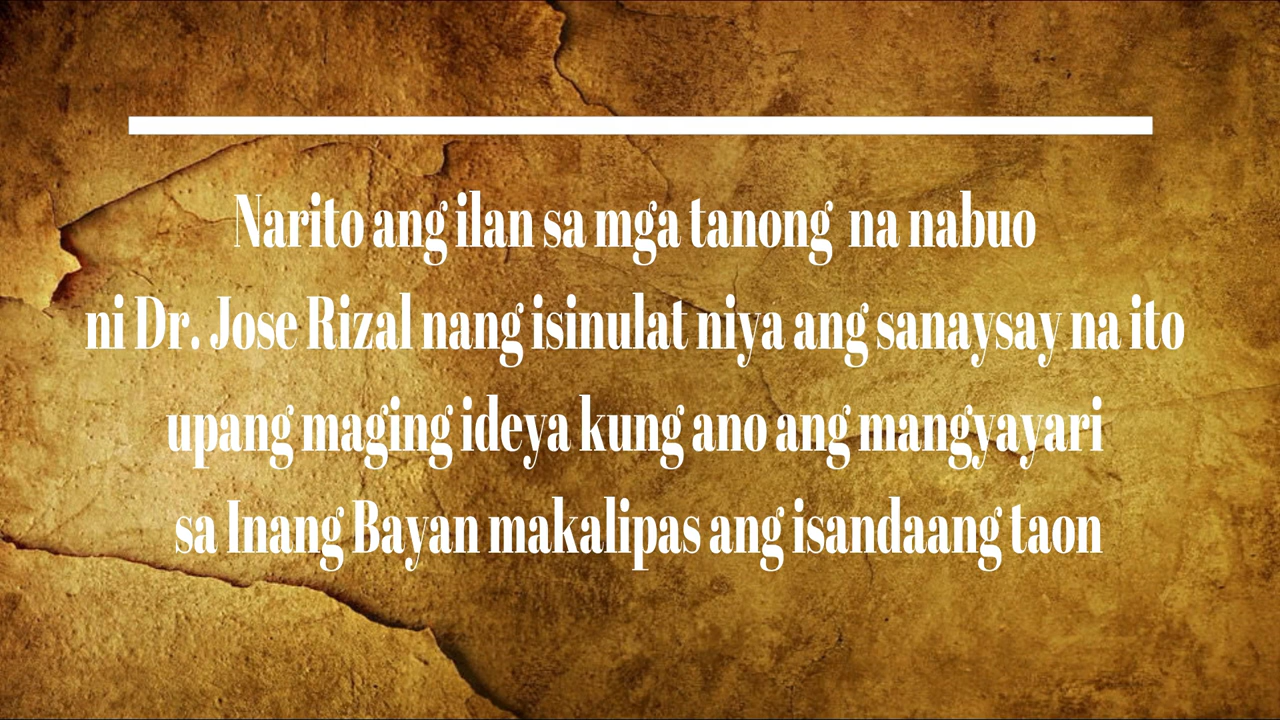 Narito ang ilan sa mga tanong na nabuo
ni Dr. Jose Rizal nang isinulat niya ang sanaysay na ito
upang maging ideya kung ano ang mangyayari
sa Inang Bayan makalipas ang isandaang taon